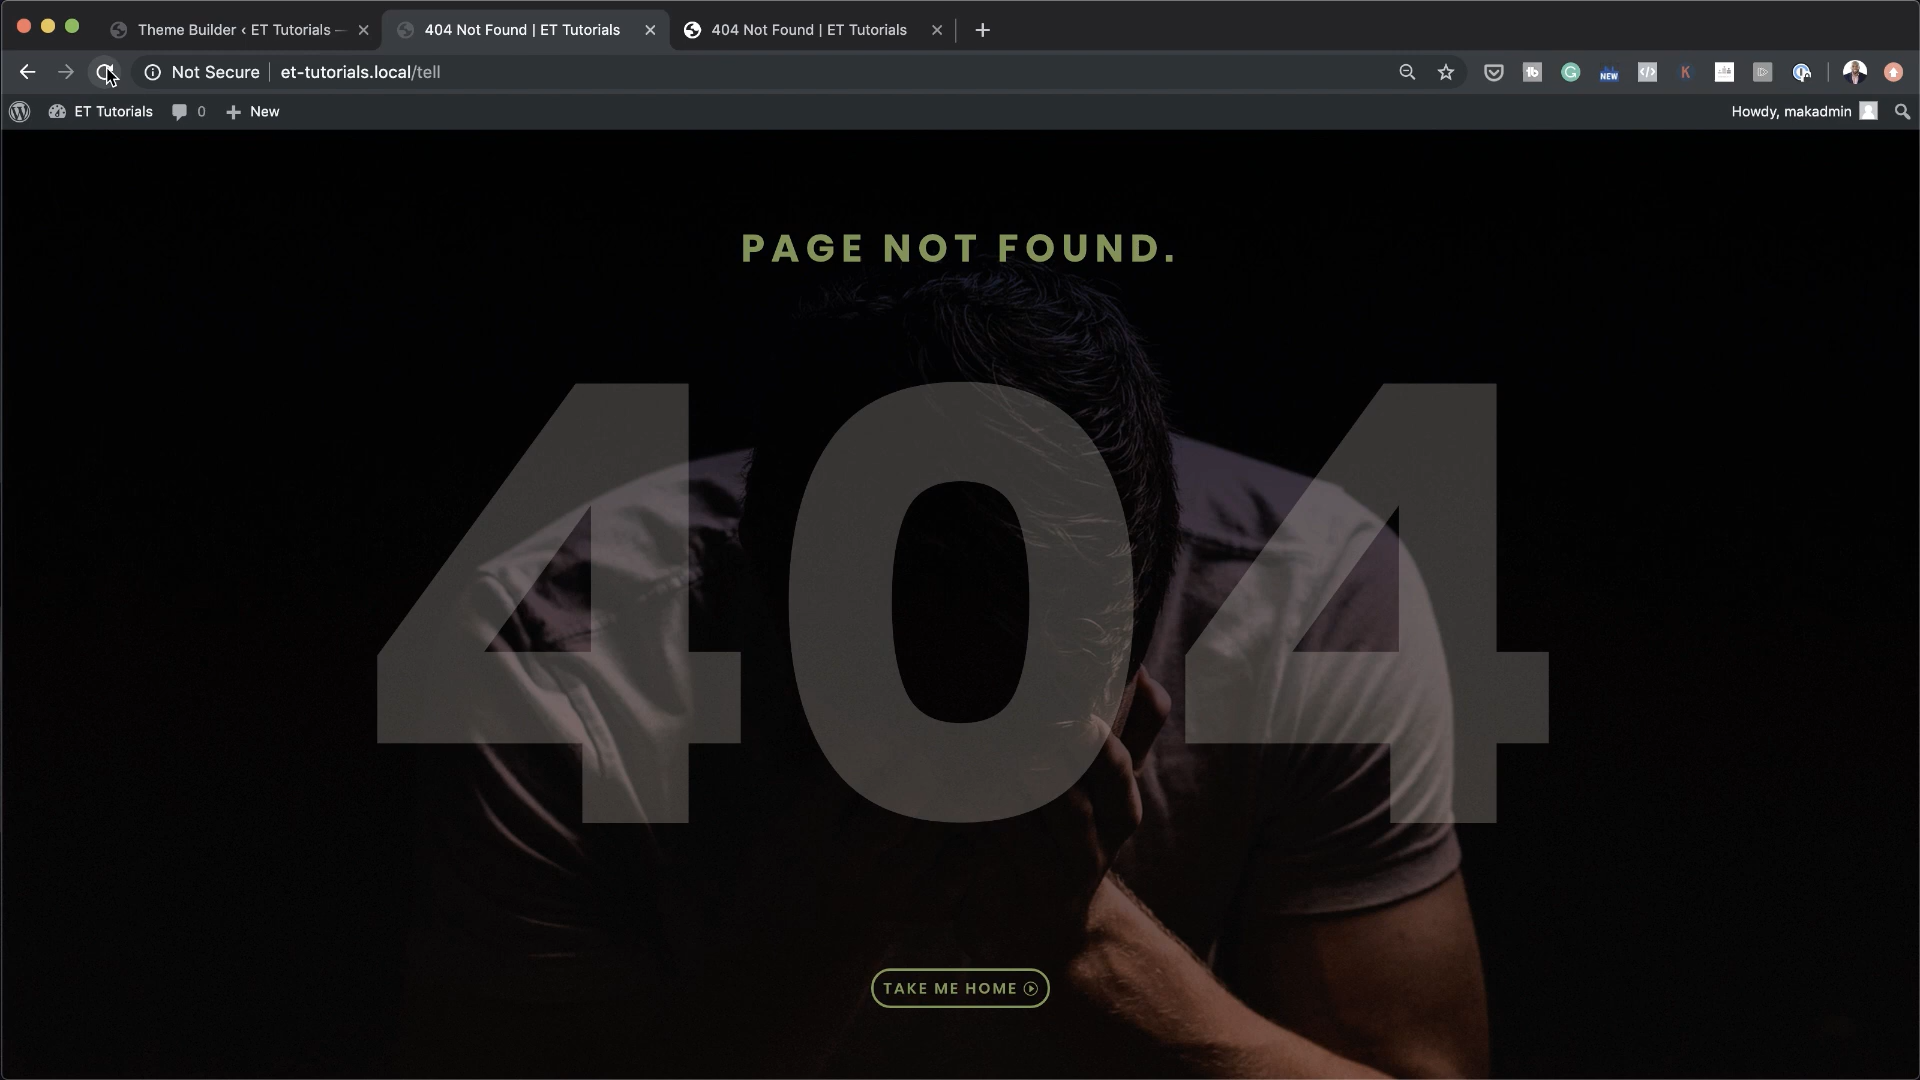 Theme Builder ‹ ET Tutorials —
404 Not Found | ET Tutorials
404 Not Found | ET Tutorials
Not Secure
et-tutorials.local/tell
NEW
K
ET Tutorials
0
New
Howdy, makadmin
PAGE NOT FOUND.
404
TAKE ME HOME